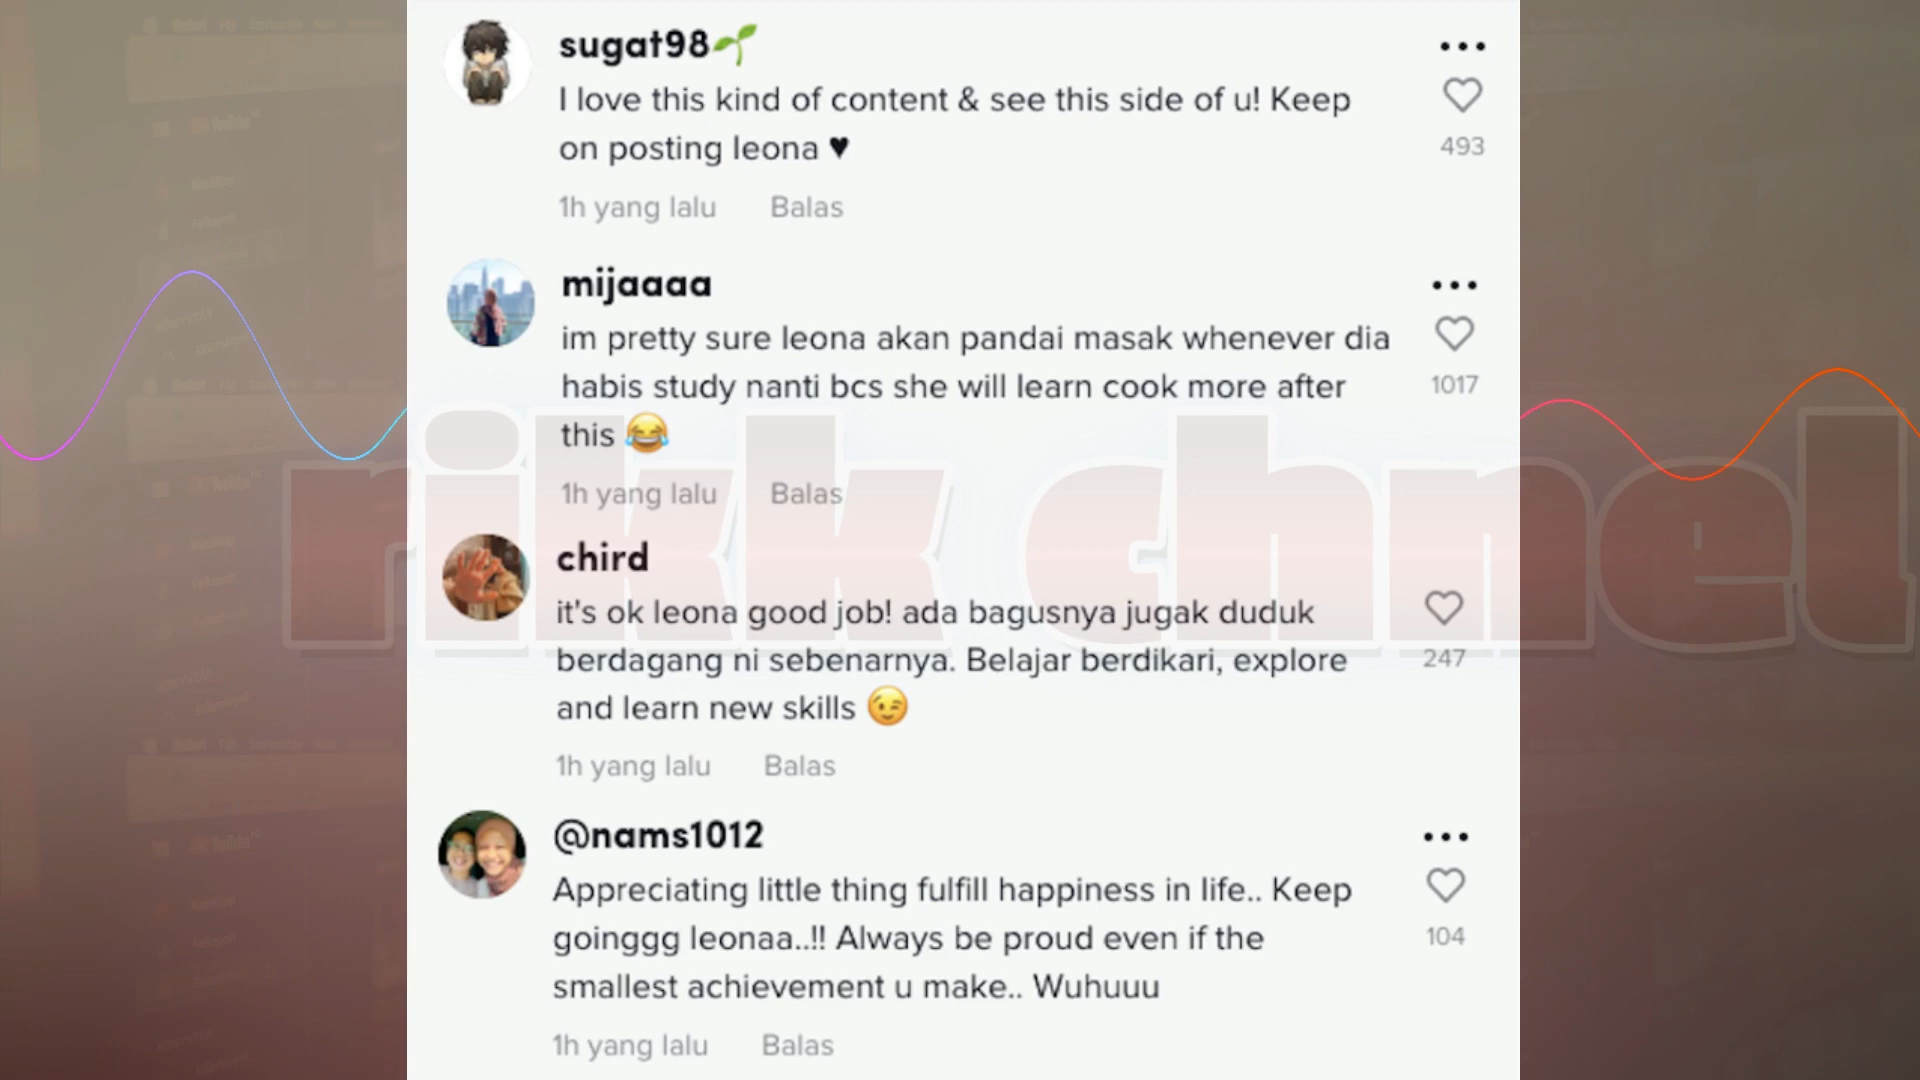 sugat98🌱
I love this kind of content & see this side of u! Keep
on posting leona ♥
493
1h yang lalu Balas
mijaaaa
im pretty sure leona akan pandai masak whenever dia
habis study nanti bcs she will learn cook more after
this 😂
1017
1h yang lalu Balas
rikk chnel
chird
it's ok leona good job! ada bagusnya jugak duduk
berdagang ni sebenarnya. Belajar berdikari, explore
and learn new skills 😉
247
1h yang lalu Balas
@nams1012
Appreciating little thing fulfill happiness in life.. Keep
goinggg leonaa..!! Always be proud even if the
smallest achievement u make.. Wuhuuu
104
1h yang lalu Balas